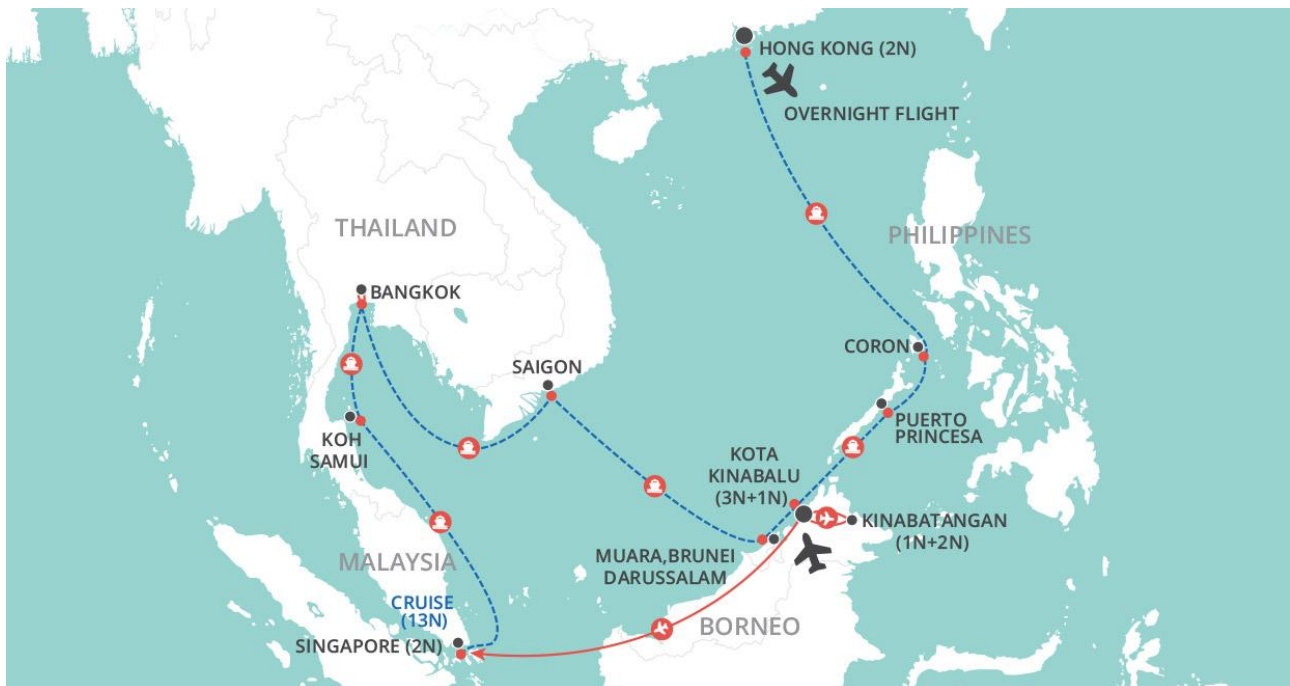 HONG KONG (2N)
OVERNIGHT FLIGHT
THAILAND
PHILIPPINES
BANGKOK
CORON
SAIGON
PUERTO
PRINCESA
KOH
SAMUI
KOTA
KINABALU
(3N+1N)
KINABATANGAN
(1N+2N)
MUARA,BRUNEI
DARUSSALAM
MALAYSIA
CRUISE
(13N)
BORNEO
SINGAPORE (2N)